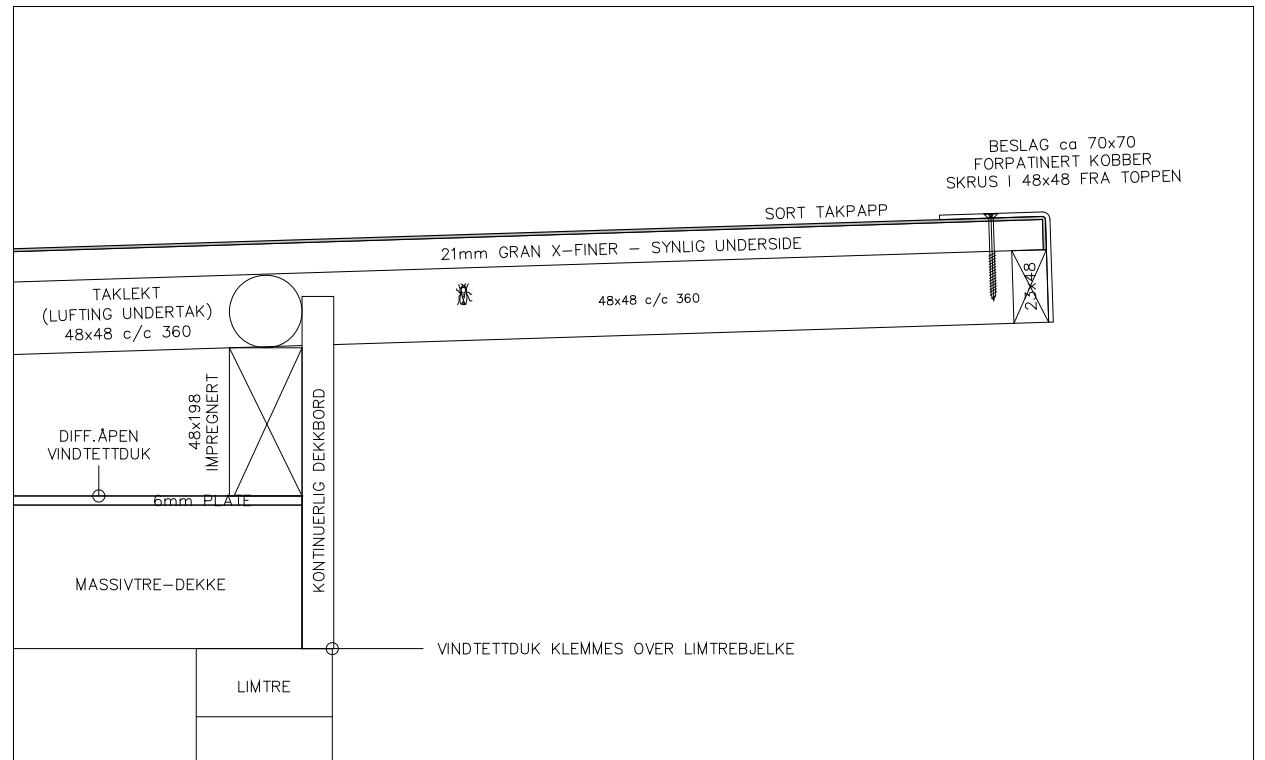 BESLAG ca 70x70
FORPATINERT KOBBER
SKRUS I 48x48 FRA TOPPEN
SORT TAKPAPP
21mm GRAN X-FINER - SYNLIG UNDERSIDE
23x48
TAKLEKT
(LUFTING UNDERTAK)
48x48 c/c 360
48x48 c/c 360
48x198
IMPREGNERT
KONTINUERLIG DEKKBORD
DIFF.ÅPEN
VINDTETTDUK
6mm PLATE
MASSIVTRE-DEKKE
VINDTETTDUK KLEMMES OVER LIMTREBJELKE
LIMTRE